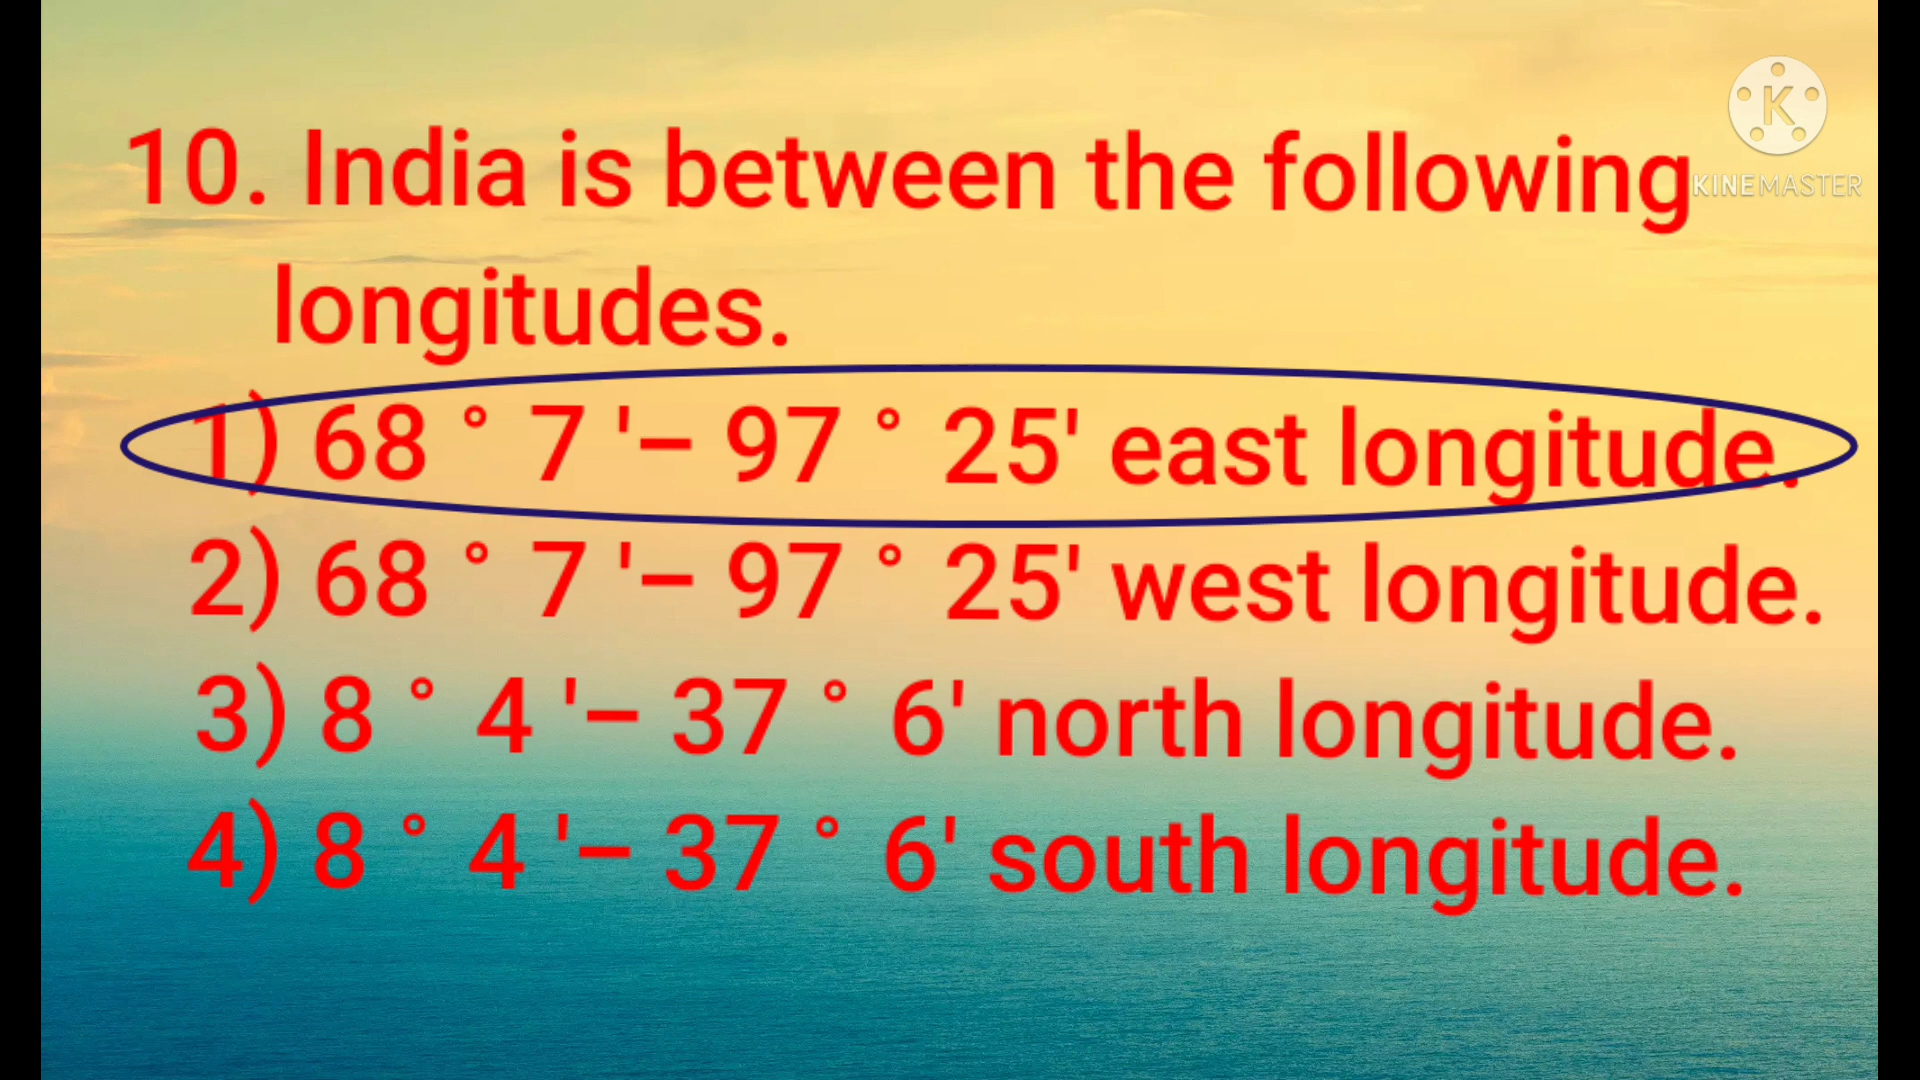 10. India is between the following
longitudes.
1) 68 ° 7 '– 97 ° 25' east longitude.
2) 68 ° 7 '– 97 ° 25' west longitude.
3) 8 ° 4 '– 37 ° 6' north longitude.
4) 8 ° 4 '– 37 ° 6' south longitude.
K
KINEMASTER